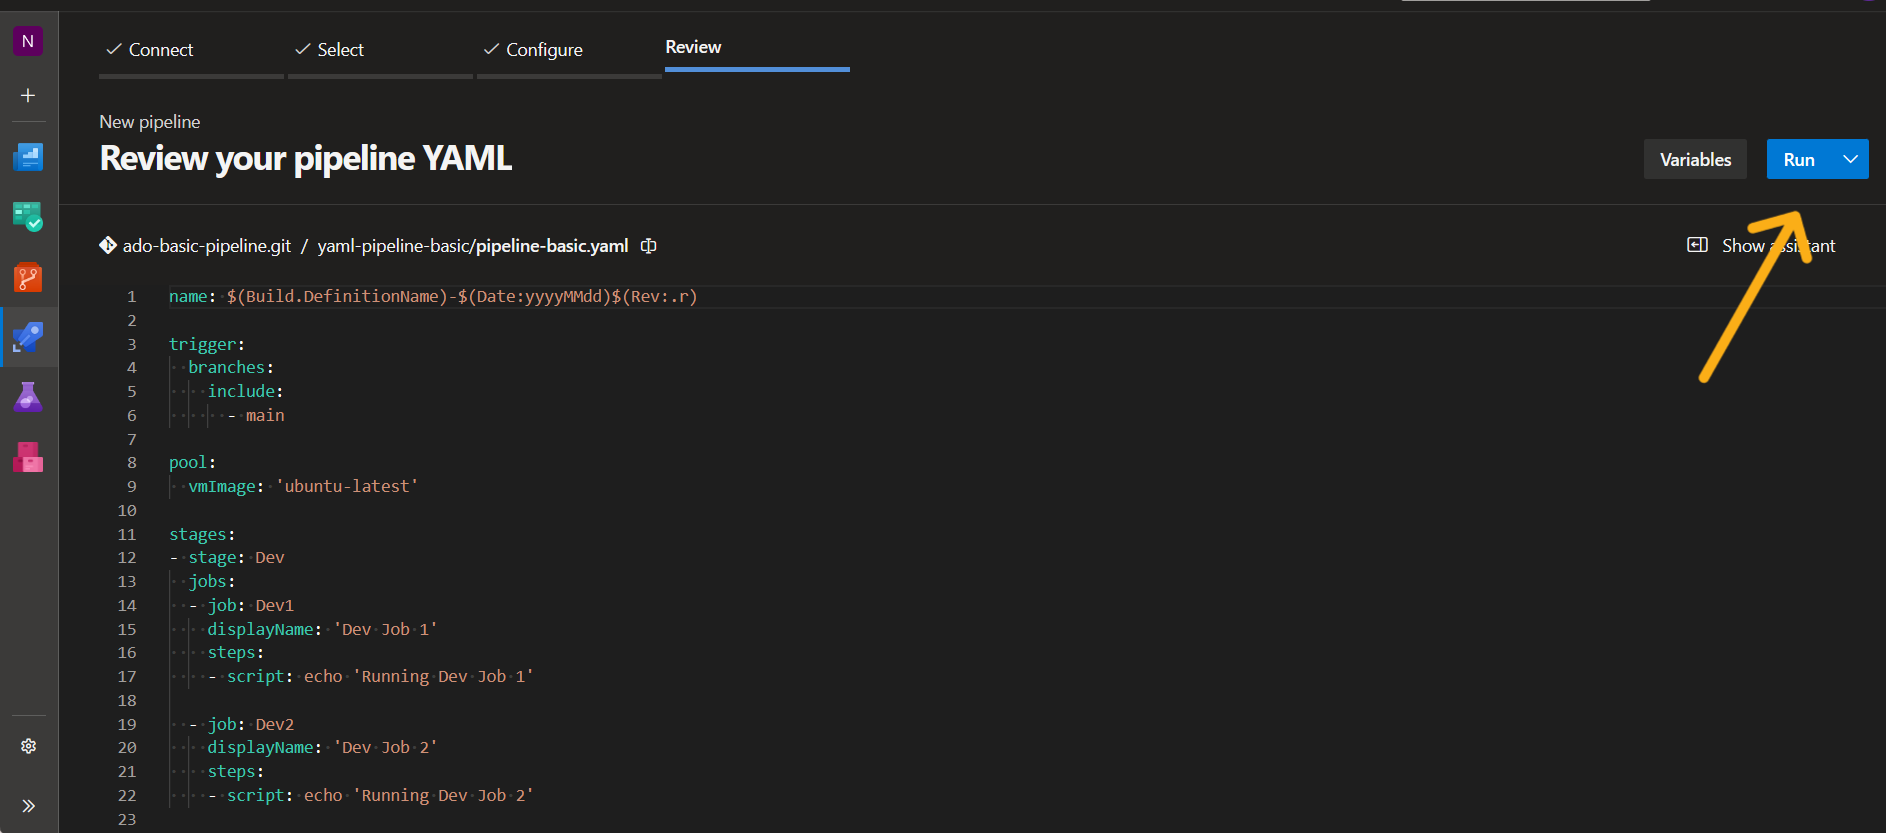 N
Connect
Select
Configure
Review
New pipeline
Review your pipeline YAML
Variables
Run
ado-basic-pipeline.git / yaml-pipeline-basic/pipeline-basic.yaml
Show assistant
1 name: $(Build.DefinitionName)-$(Date:yyyyMMdd)$(Rev:.r)
2
3 trigger:
4   branches:
5     include:
6       - main
7
8 pool:
9   vmImage: 'ubuntu-latest'
10
11 stages:
12 - stage: Dev
13   jobs:
14   - job: Dev1
15     displayName: 'Dev Job 1'
16     steps:
17     - script: echo 'Running Dev Job 1'
18
19   - job: Dev2
20     displayName: 'Dev Job 2'
21     steps:
22     - script: echo 'Running Dev Job 2'
23